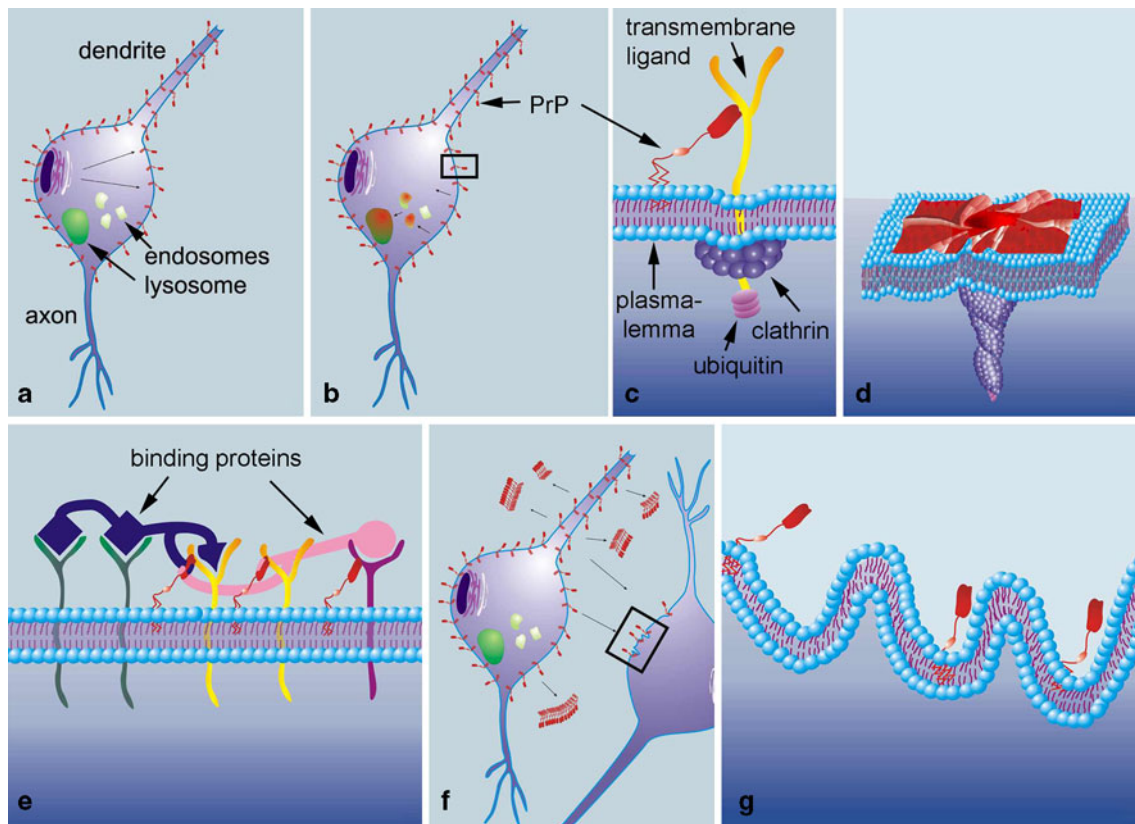 dendrite
endosomes
lysosome
axon
a
PrP
b
transmembrane
ligand
plasma-
lemma
clathrin
ubiquitin
c
d
binding proteins
e
f
g